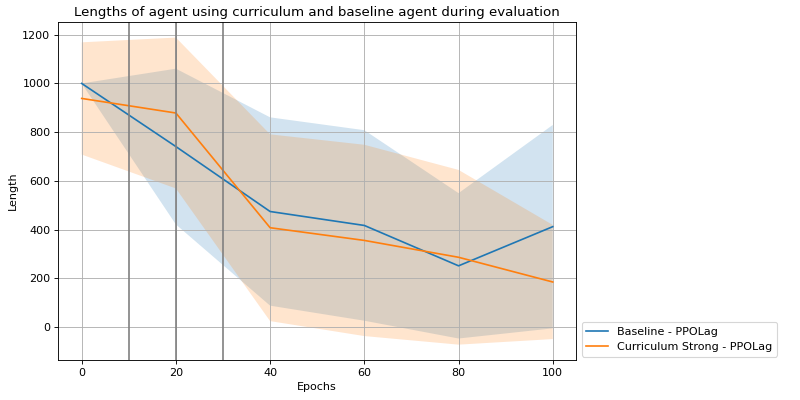 Lengths of agent using curriculum and baseline agent during evaluation
1200
1000
800
600
400
200
0
Length
0 20 40 60 80 100
Epochs
Baseline - PPOLag
Curriculum Strong - PPOLag